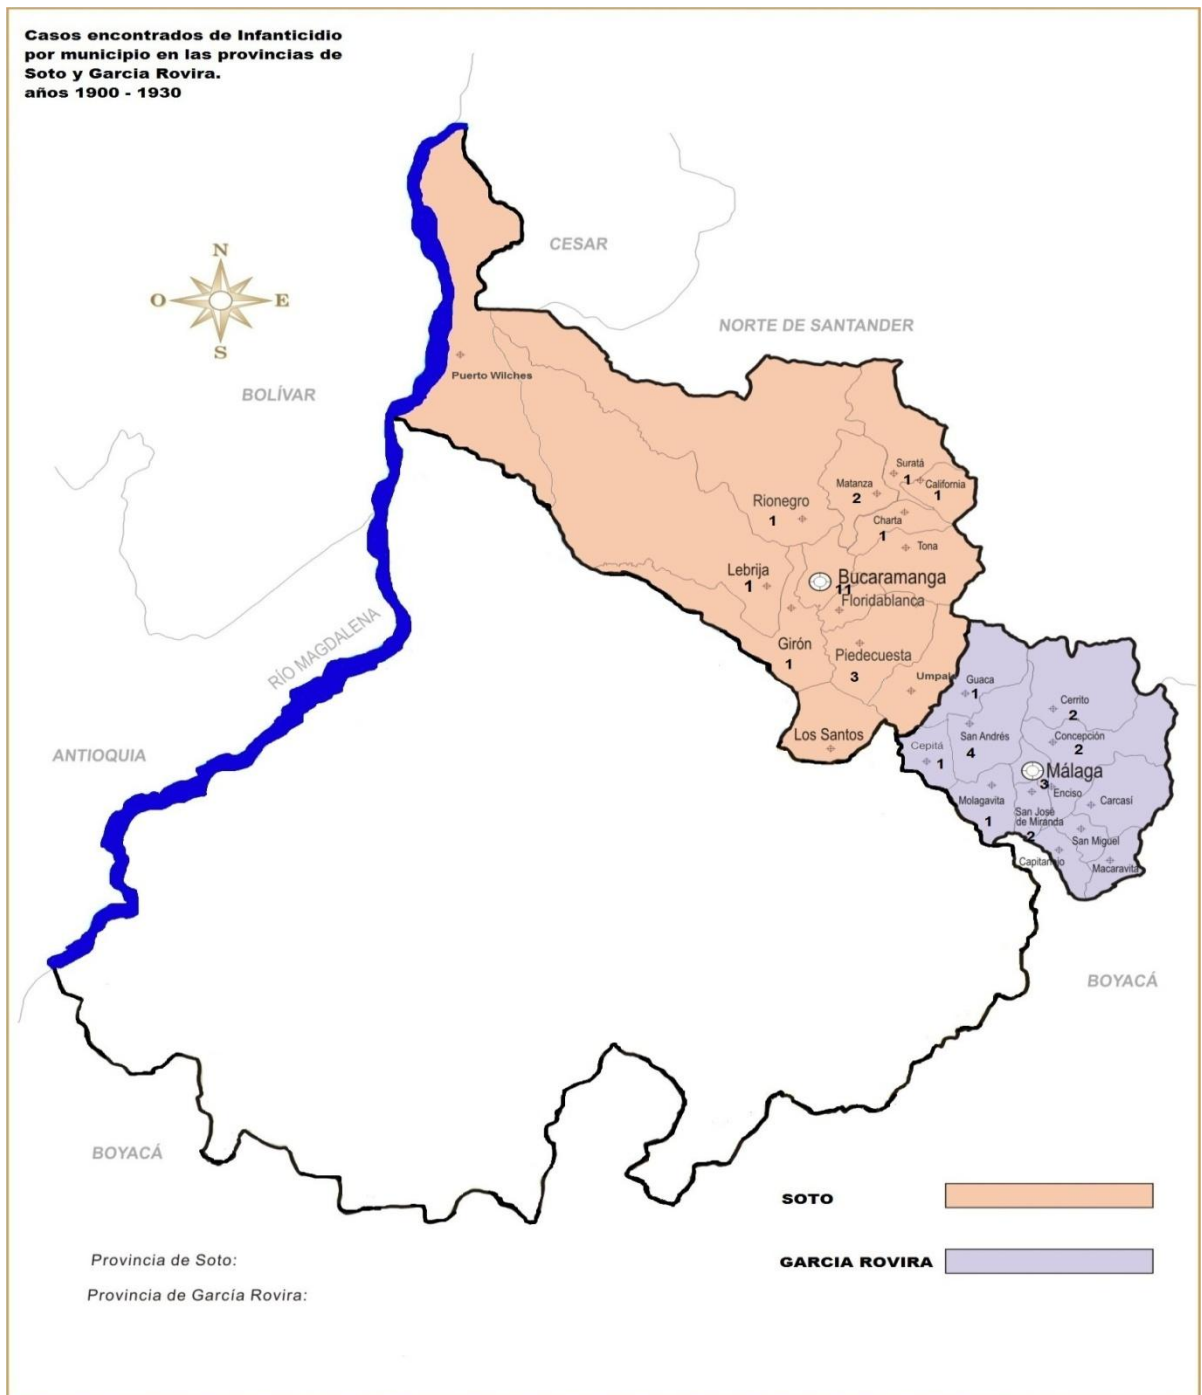 Casos encontrados de Infanticidio
por municipio en las provincias de
Soto y Garcia Rovira.
años 1900 - 1930
CESAR
N
O
E
S
NORTE DE SANTANDER
BOLÍVAR
Puerto Wilches
Suratá
1
California
1
Matanza
2
Rionegro
1
Charta
1
Tona
Lebrija
1
Bucaramanga
11
Floridablanca
Girón
1
Piedecuesta
3
Umpalá
Los Santos
RÍO MAGDALENA
ANTIOQUIA
Guaca
1
Cerrito
2
San Andrés
4
Concepción
2
Cepitá
1
Málaga
3
Enciso
Molagavita
1
San José
de Miranda
2
Carcasí
San Miguel
Capitanejo
Macaravita
BOYACÁ
BOYACÁ
SOTO
GARCIA ROVIRA
Provincia de Soto:
Provincia de García Rovira: